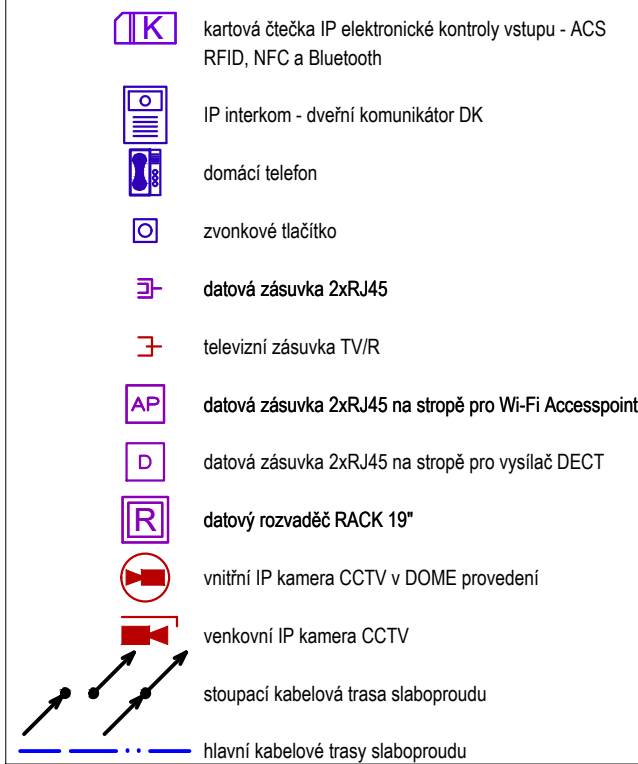 K kartová čtečka IP elektronické kontroly vstupu - ACS
RFID, NFC a Bluetooth
IP interkom - dveřní komunikátor DK
domácí telefon
zvonkové tlačítko
datová zásuvka 2xRJ45
televizní zásuvka TV/R
AP datová zásuvka 2xRJ45 na stropě pro Wi-Fi Accesspoint
D datová zásuvka 2xRJ45 na stropě pro vysílač DECT
R datový rozvaděč RACK 19"
vnitřní IP kamera CCTV v DOME provedení
venkovní IP kamera CCTV
stoupací kabelová trasa slaboproudu
hlavní kabelové trasy slaboproudu